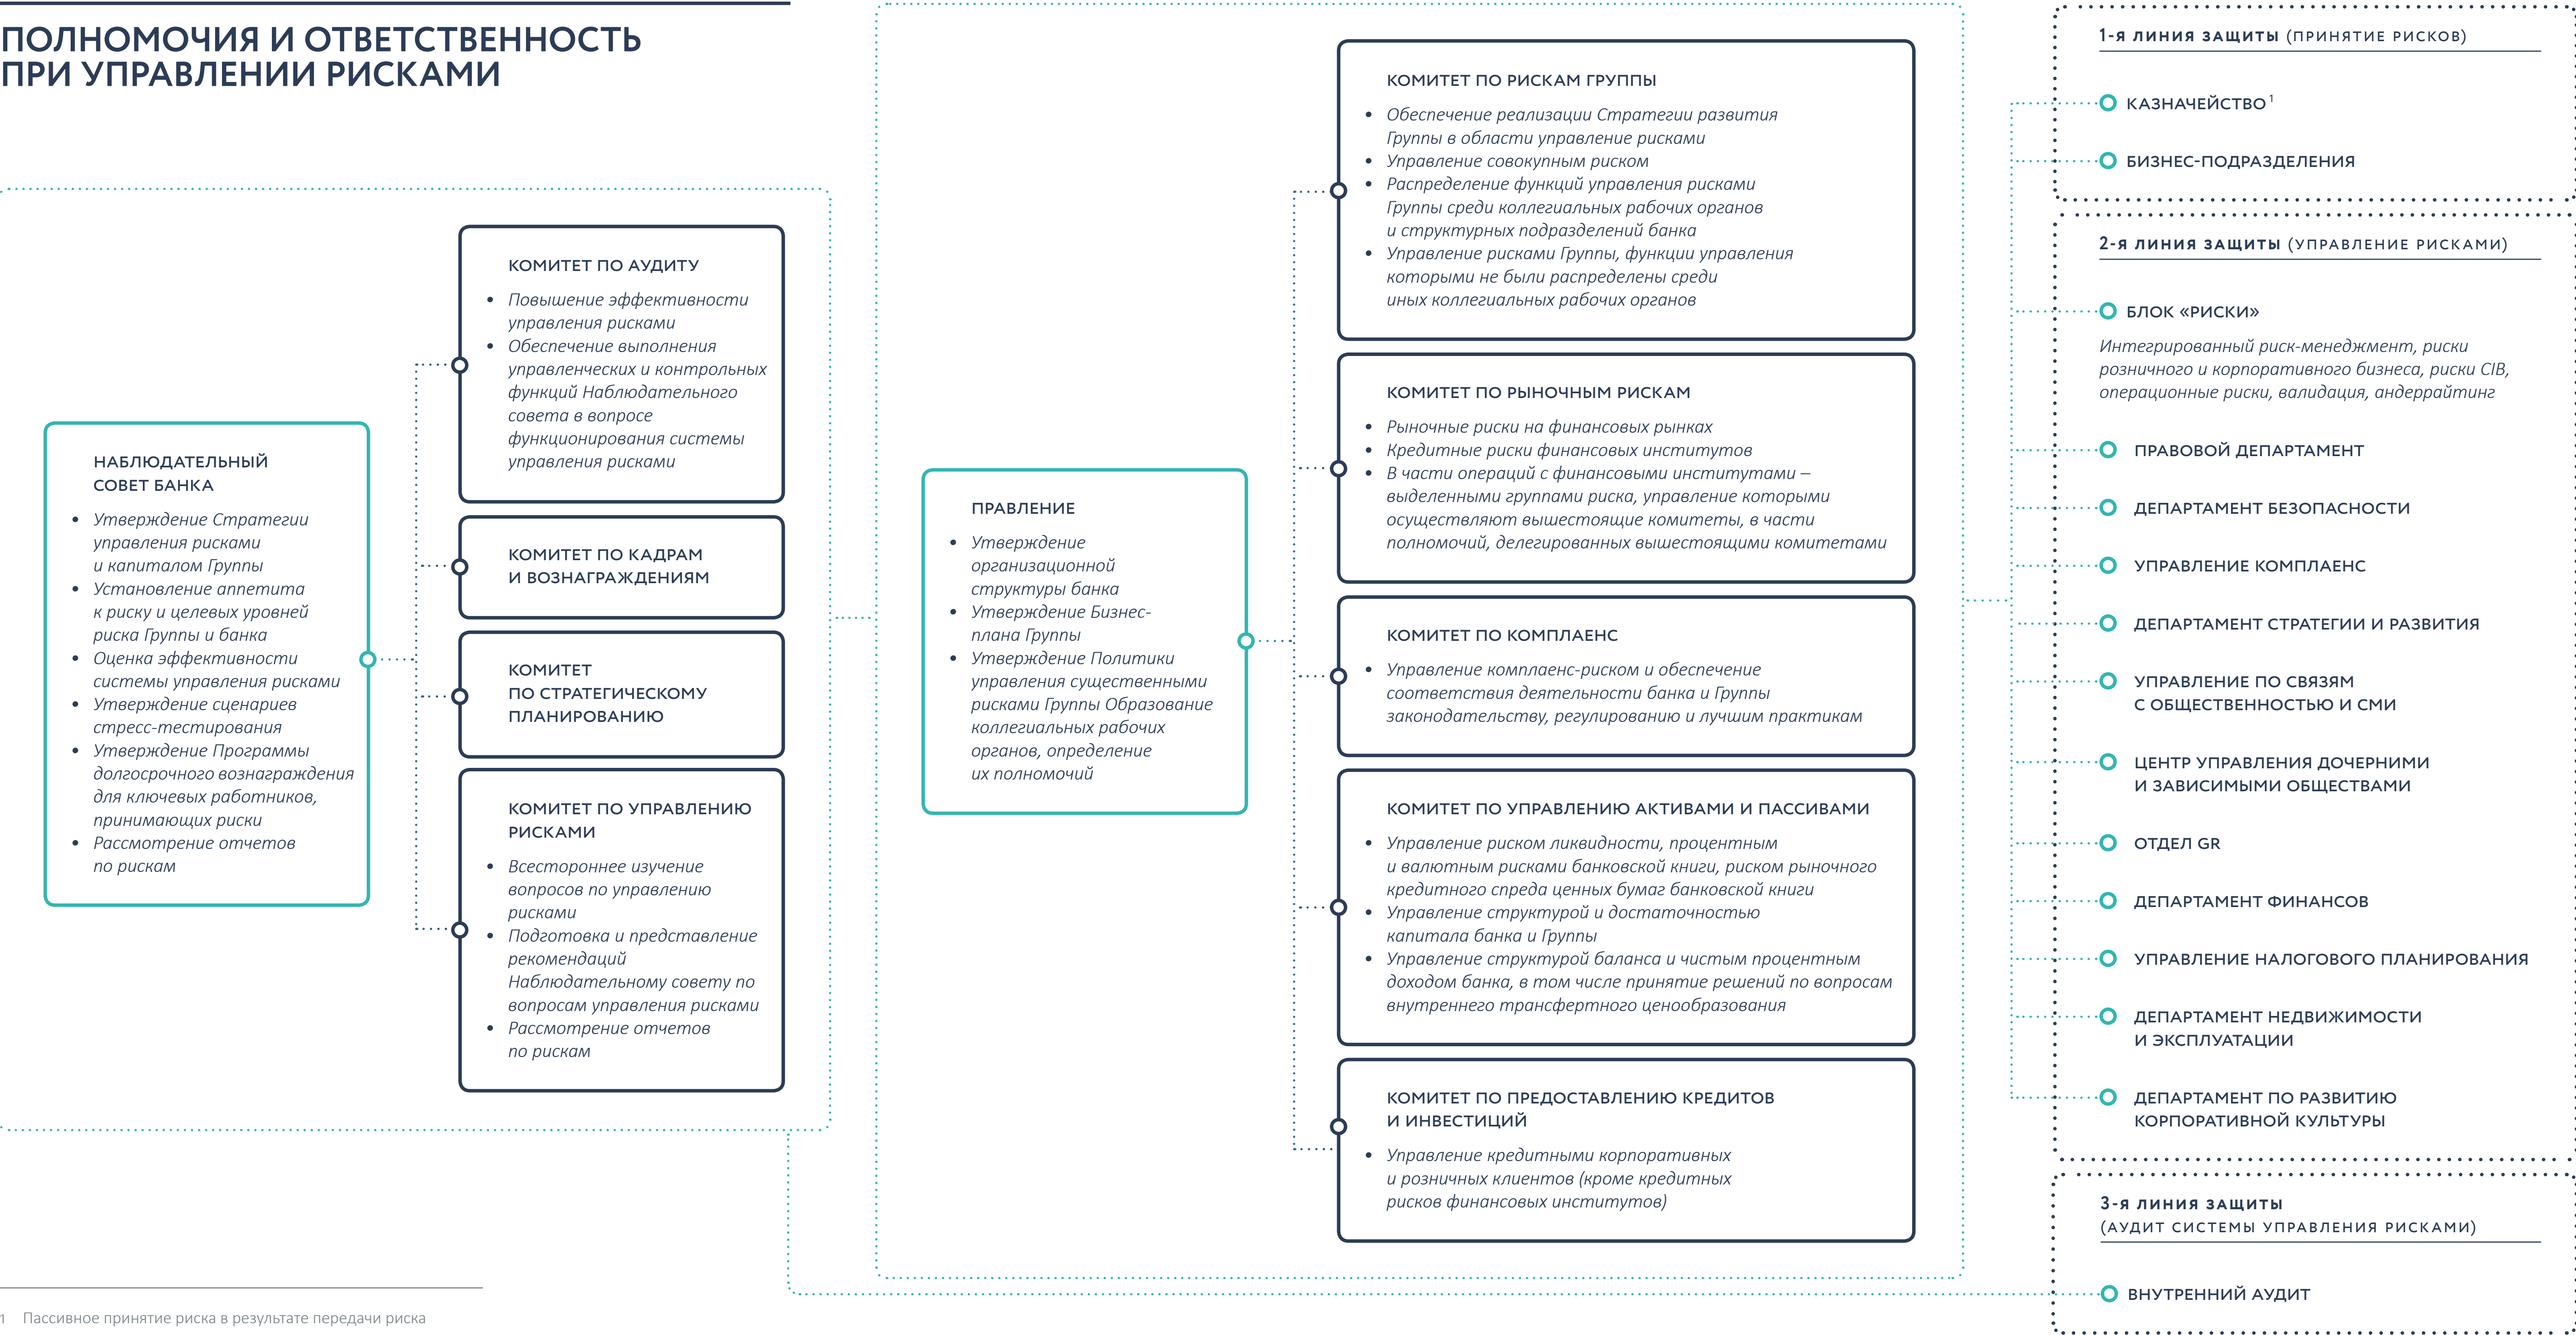 ПОЛНОМОЧИЯ И ОТВЕТСТВЕННОСТЬ
ПРИ УПРАВЛЕНИИ РИСКАМИ
НАБЛЮДАТЕЛЬНЫЙ
СОВЕТ БАНКА
• Утверждение Стратегии
управления рисками
и капиталом Группы
• Установление аппетита
к риску и целевых уровней
риска Группы и банка
• Оценка эффективности
системы управления рисками
• Утверждение сценариев
стресс-тестирования
• Утверждение Программы
долгосрочного вознаграждения
для ключевых работников,
принимающих риски
• Рассмотрение отчетов
по рискам
КОМИТЕТ ПО АУДИТУ
• Повышение эффективности
управления рисками
• Обеспечение выполнения
управленческих и контрольных
функций Наблюдательного
совета в вопросе
функционирования системы
управления рисками
КОМИТЕТ ПО КАДРАМ
И ВОЗНАГРАЖДЕНИЯМ
КОМИТЕТ
ПО СТРАТЕГИЧЕСКОМУ
ПЛАНИРОВАНИЮ
КОМИТЕТ ПО УПРАВЛЕНИЮ
РИСКАМИ
• Всестороннее изучение
вопросов по управлению
рисками
• Подготовка и представление
рекомендаций
Наблюдательному совету по
вопросам управления рисками
• Рассмотрение отчетов
по рискам
ПРАВЛЕНИЕ
• Утверждение
организационной
структуры банка
• Утверждение Бизнес-
плана Группы
• Утверждение Политики
управления существенными
рисками Группы Образование
коллегиальных рабочих
органов, определение
их полномочий
КОМИТЕТ ПО РИСКАМ ГРУППЫ
• Обеспечение реализации Стратегии развития
Группы в области управление рисками
• Управление совокупным риском
• Распределение функций управления рисками
Группы среди коллегиальных рабочих органов
и структурных подразделений банка
• Управление рисками Группы, функции управления
которыми не были распределены среди
иных коллегиальных рабочих органов
КОМИТЕТ ПО РЫНОЧНЫМ РИСКАМ
• Рыночные риски на финансовых рынках
• Кредитные риски финансовых институтов
• В части операций с финансовыми институтами –
выделенными группами риска, управление которыми
осуществляют вышестоящие комитеты, в части
полномочий, делегированных вышестоящими комитетами
КОМИТЕТ ПО КОМПЛАЕНС
• Управление комплаенс-риском и обеспечение
соответствия деятельности банка и Группы
законодательству, регулированию и лучшим практикам
КОМИТЕТ ПО УПРАВЛЕНИЮ АКТИВАМИ И ПАССИВАМИ
• Управление риском ликвидности, процентным
и валютным рисками банковской книги, риском рыночного
кредитного спреда ценных бумаг банковской книги
• Управление структурой и достаточностью
капитала банка и Группы
• Управление структурой баланса и чистым процентным
доходом банка, в том числе принятие решений по вопросам
внутреннего трансфертного ценообразования
КОМИТЕТ ПО ПРЕДОСТАВЛЕНИЮ КРЕДИТОВ
И ИНВЕСТИЦИЙ
• Управление кредитными корпоративных
и розничных клиентов (кроме кредитных
рисков финансовых институтов)
1-Я ЛИНИЯ ЗАЩИТЫ (ПРИНЯТИЕ РИСКОВ)
КАЗНАЧЕЙСТВО¹
БИЗНЕС-ПОДРАЗДЕЛЕНИЯ
2-Я ЛИНИЯ ЗАЩИТЫ (УПРАВЛЕНИЕ РИСКАМИ)
БЛОК «РИСКИ»
Интегрированный риск-менеджмент, риски
розничного и корпоративного бизнеса, риски CIB,
операционные риски, валидация, андеррайтинг
ПРАВОВОЙ ДЕПАРТАМЕНТ
ДЕПАРТАМЕНТ БЕЗОПАСНОСТИ
УПРАВЛЕНИЕ КОМПЛАЕНС
ДЕПАРТАМЕНТ СТРАТЕГИИ И РАЗВИТИЯ
УПРАВЛЕНИЕ ПО СВЯЗЯМ
С ОБЩЕСТВЕННОСТЬЮ И СМИ
ЦЕНТР УПРАВЛЕНИЯ ДОЧЕРНИМИ
И ЗАВИСИМЫМИ ОБЩЕСТВАМИ
ОТДЕЛ GR
ДЕПАРТАМЕНТ ФИНАНСОВ
УПРАВЛЕНИЕ НАЛОГОВОГО ПЛАНИРОВАНИЯ
ДЕПАРТАМЕНТ НЕДВИЖИМОСТИ
И ЭКСПЛУАТАЦИИ
ДЕПАРТАМЕНТ ПО РАЗВИТИЮ
КОРПОРАТИВНОЙ КУЛЬТУРЫ
3-Я ЛИНИЯ ЗАЩИТЫ
(АУДИТ СИСТЕМЫ УПРАВЛЕНИЯ РИСКАМИ)
ВНУТРЕННИЙ АУДИТ
1 Пассивное принятие риска в результате передачи риска